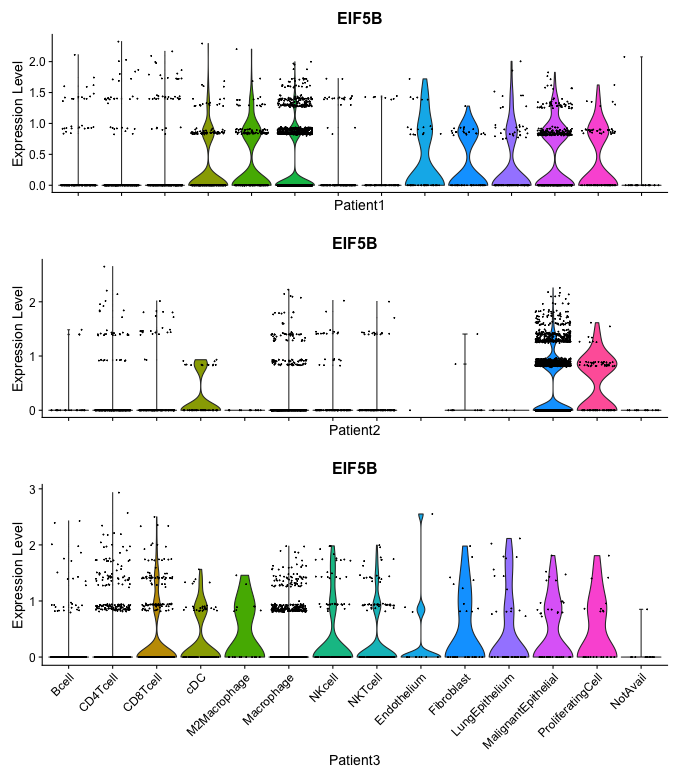 EIF5B
Expression Level
2.0
1.5
1.0
0.5
0.0
Patient1
EIF5B
Expression Level
2
1
0
Patient2
EIF5B
Expression Level
3
2
1
0
Bcell
CD4Tcell
CD8Tcell
cDC
M2Macrophage
Macrophage
NKcell
NKTcell
Endothelium
Fibroblast
LungEpithelium
MalignantEpithelial
ProliferatingCell
NotAvail
Patient3